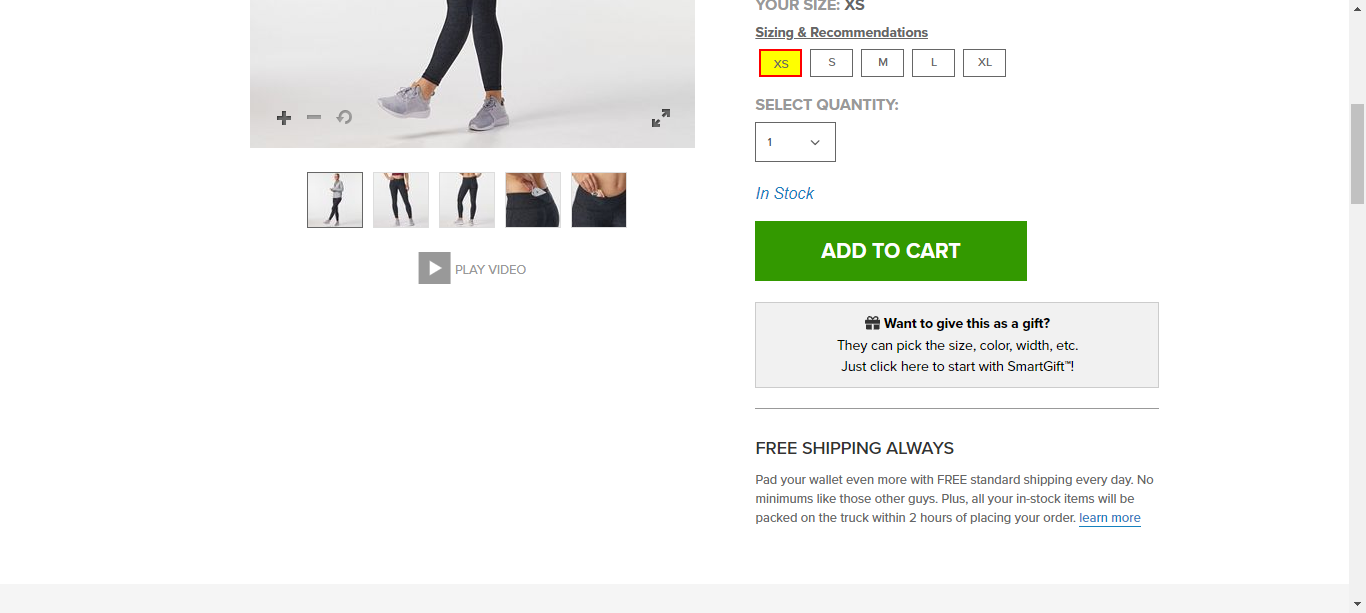 YOUR SIZE: XS
Sizing & Recommendations
XS S M L XL
SELECT QUANTITY:
1
In Stock
ADD TO CART
PLAY VIDEO
Want to give this as a gift?
They can pick the size, color, width, etc.
Just click here to start with SmartGift™!
FREE SHIPPING ALWAYS
Pad your wallet even more with FREE standard shipping every day. No
minimums like those other guys. Plus, all your in-stock items will be
packed on the truck within 2 hours of placing your order. learn more